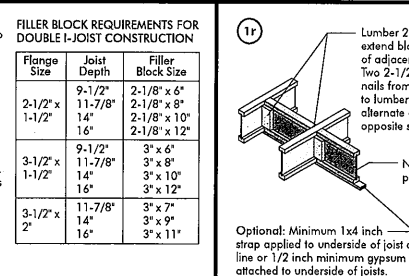 FILLER BLOCK REQUIREMENTS FOR
DOUBLE I-JOIST CONSTRUCTION
Flange Size Joist Depth Filler Block Size
2-1/2" x 1-1/2"
9-1/2" 2-1/8" x 6"
11-7/8" 2-1/8" x 8"
14" 2-1/8" x 10"
16" 2-1/8" x 12"
3-1/2" x 1-1/2"
9-1/2" 3" x 6"
11-7/8" 3" x 8"
14" 3" x 10"
16" 3" x 12"
3-1/2" x 2"
11-7/8" 3" x 7"
14" 3" x 9"
16" 3" x 11"
1r
Lumber 2
extend blo
of adjacen
Two 2-1/2
nails from
to lumber
alternate
opposite s
N
p
Optional: Minimum 1x4 inch
strap applied to underside of joist
line or 1/2 inch minimum gypsum
attached to underside of joists.